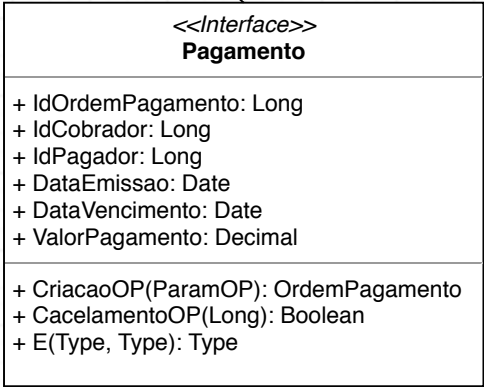 <<Interface>>
Pagamento
+ IdOrdemPagamento: Long
+ IdCobrador: Long
+ IdPagador: Long
+ DataEmissao: Date
+ DataVencimento: Date
+ ValorPagamento: Decimal
+ CriacaoOP(ParamOP): OrdemPagamento
+ CacelamentoOP(Long): Boolean
+ E(Type, Type): Type